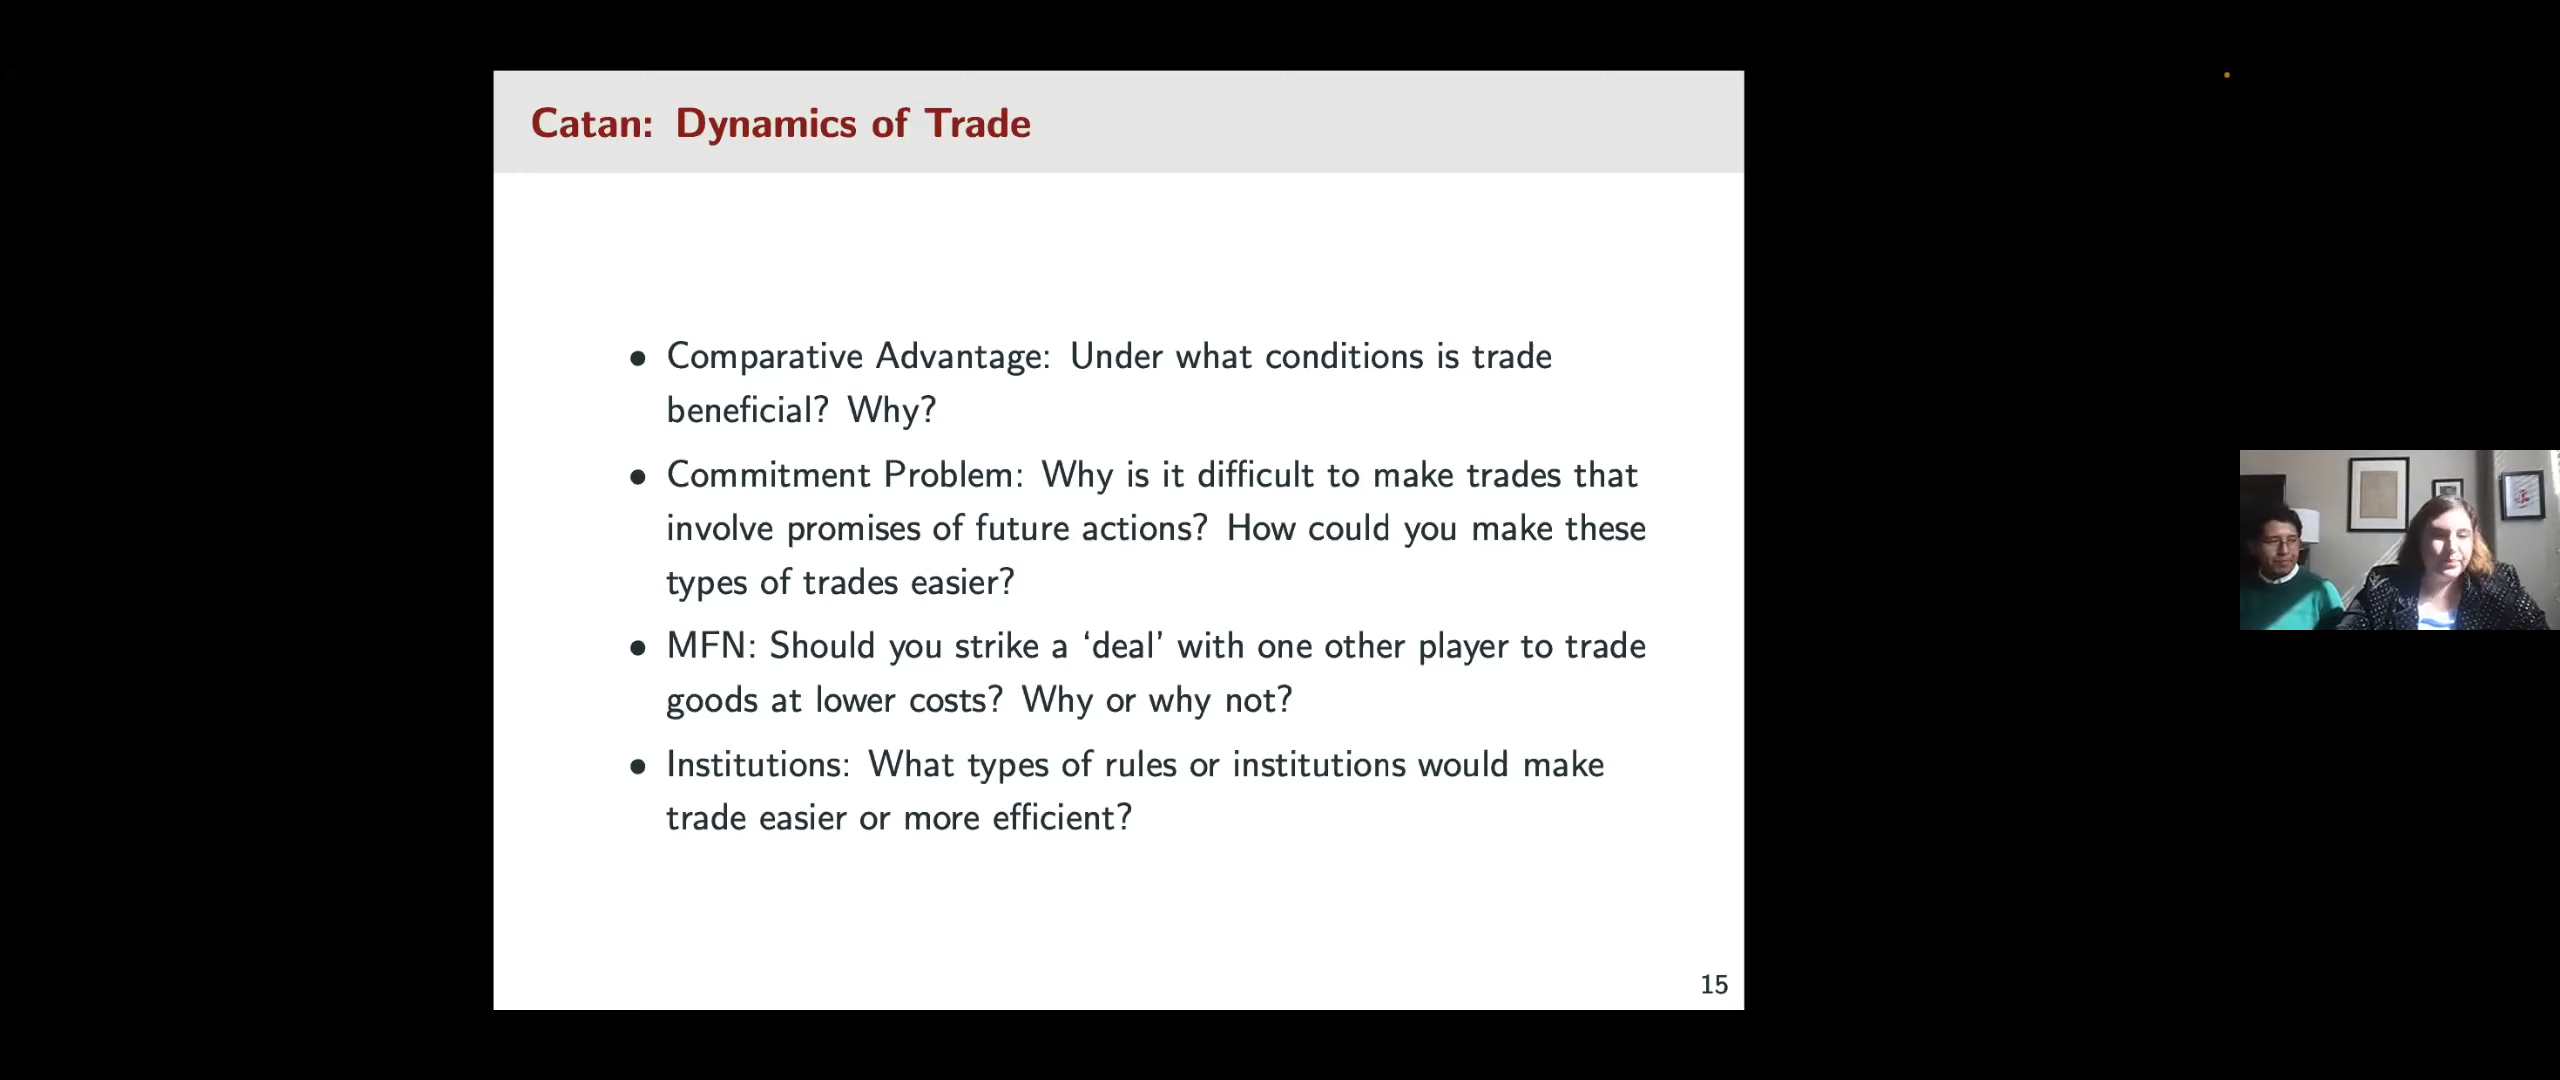 Catan: Dynamics of Trade
• Comparative Advantage: Under what conditions is trade
beneficial? Why?
• Commitment Problem: Why is it difficult to make trades that
involve promises of future actions? How could you make these
types of trades easier?
• MFN: Should you strike a ‘deal’ with one other player to trade
goods at lower costs? Why or why not?
• Institutions: What types of rules or institutions would make
trade easier or more efficient?
15